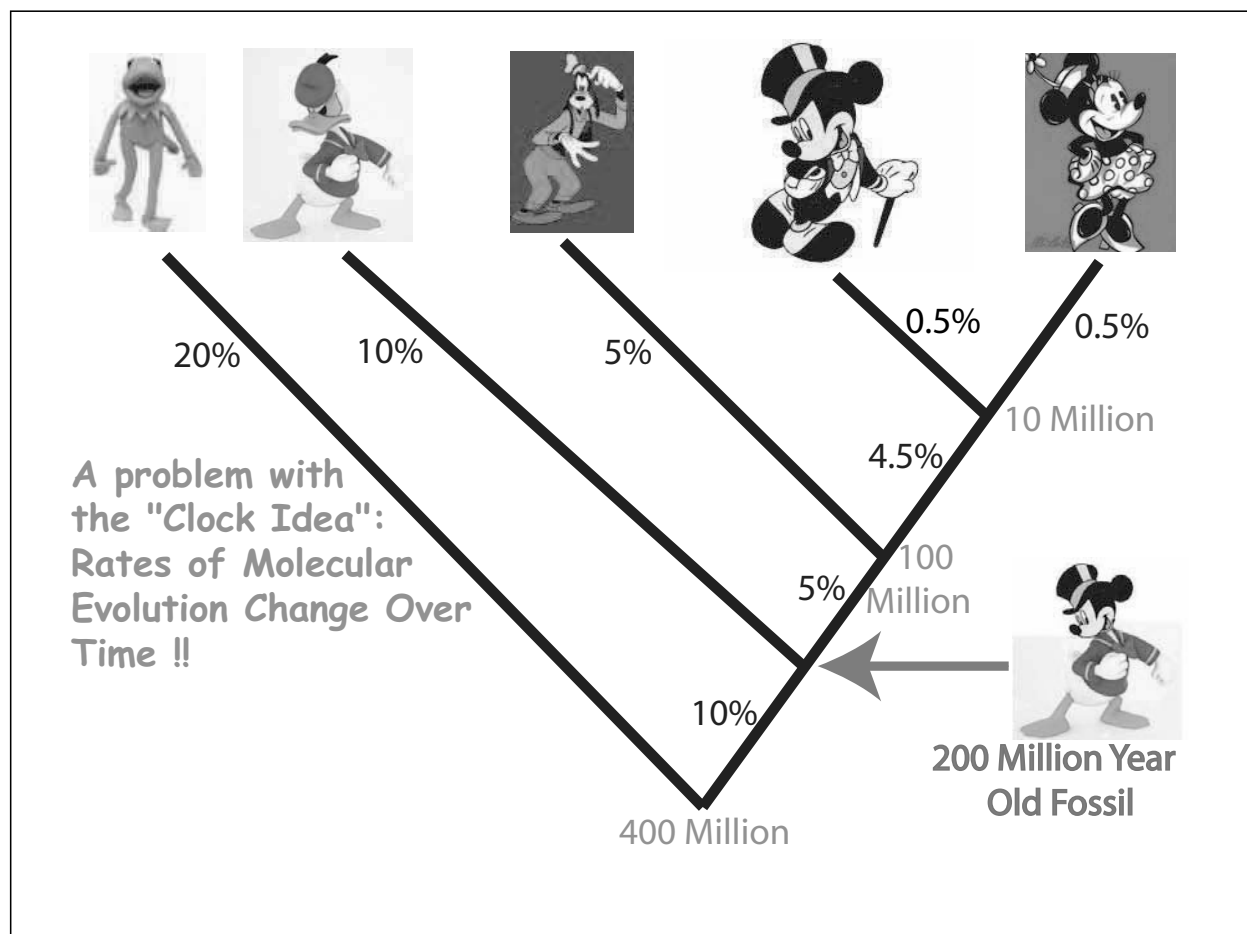 0.5%
0.5%
20%
10%
5%
10 Million
4.5%
A problem with
the "Clock Idea":
Rates of Molecular
Evolution Change Over
Time !!
100
Million
5%
10%
200 Million Year
Old Fossil
400 Million